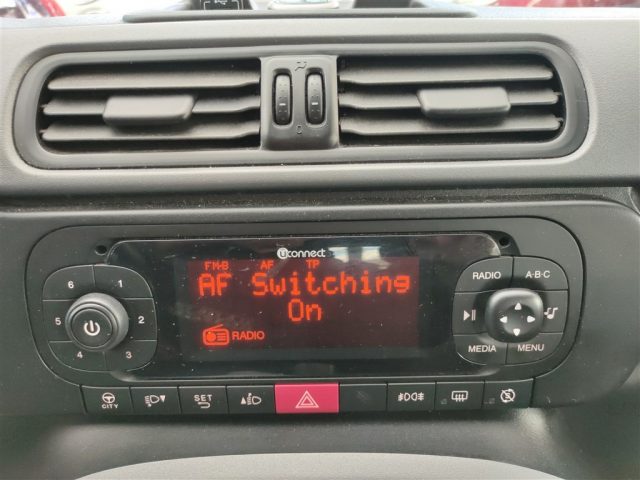 0
uconnect
FM-B AF TP
AF Switching
On
RADIO
6 1
5 2
4 3
RADIO A-B-C
MEDIA MENU
CITY SET